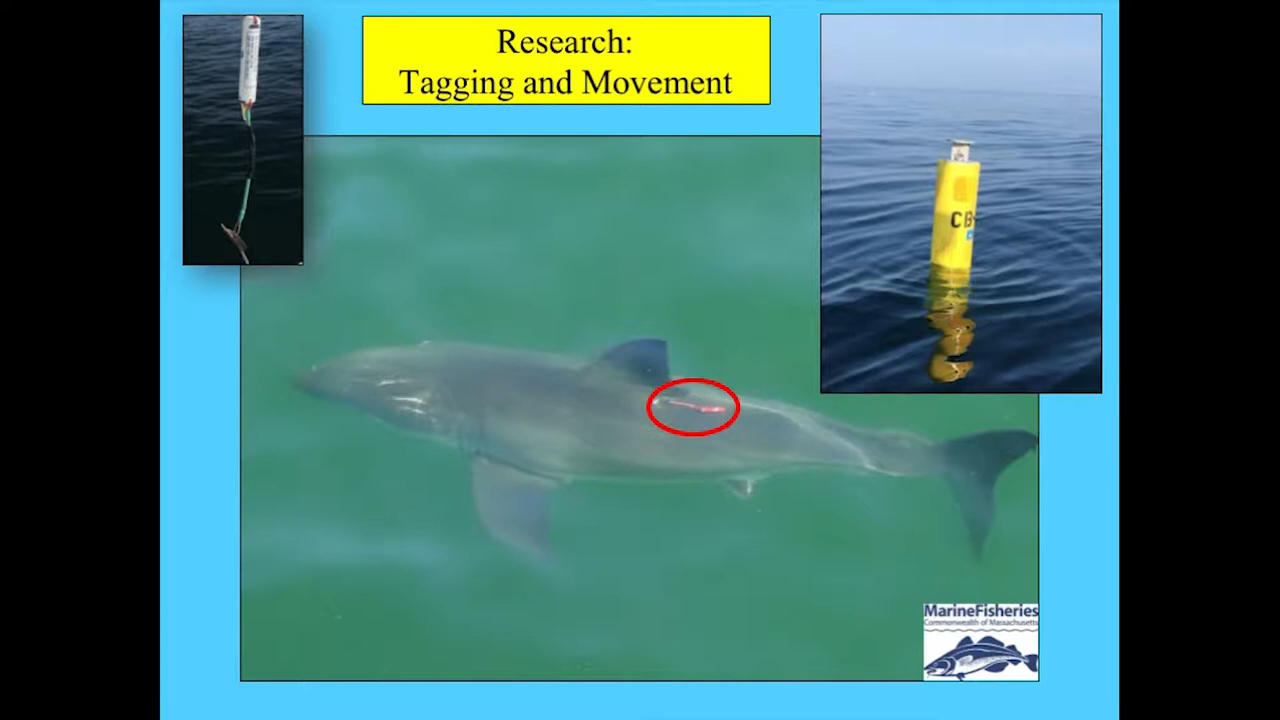 Research:
Tagging and Movement
CB
MarineFisheries
Commonwealth of Massachusetts